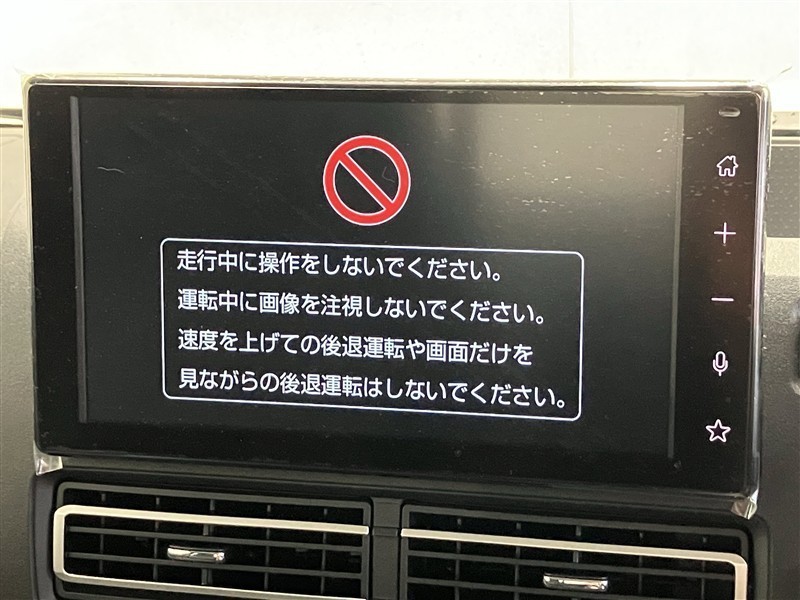 走行中に操作をしないでください。
運転中に画像を注視しないでください。
速度を上げての後退運転や画面だけを
見ながらの後退運転はしないでください。